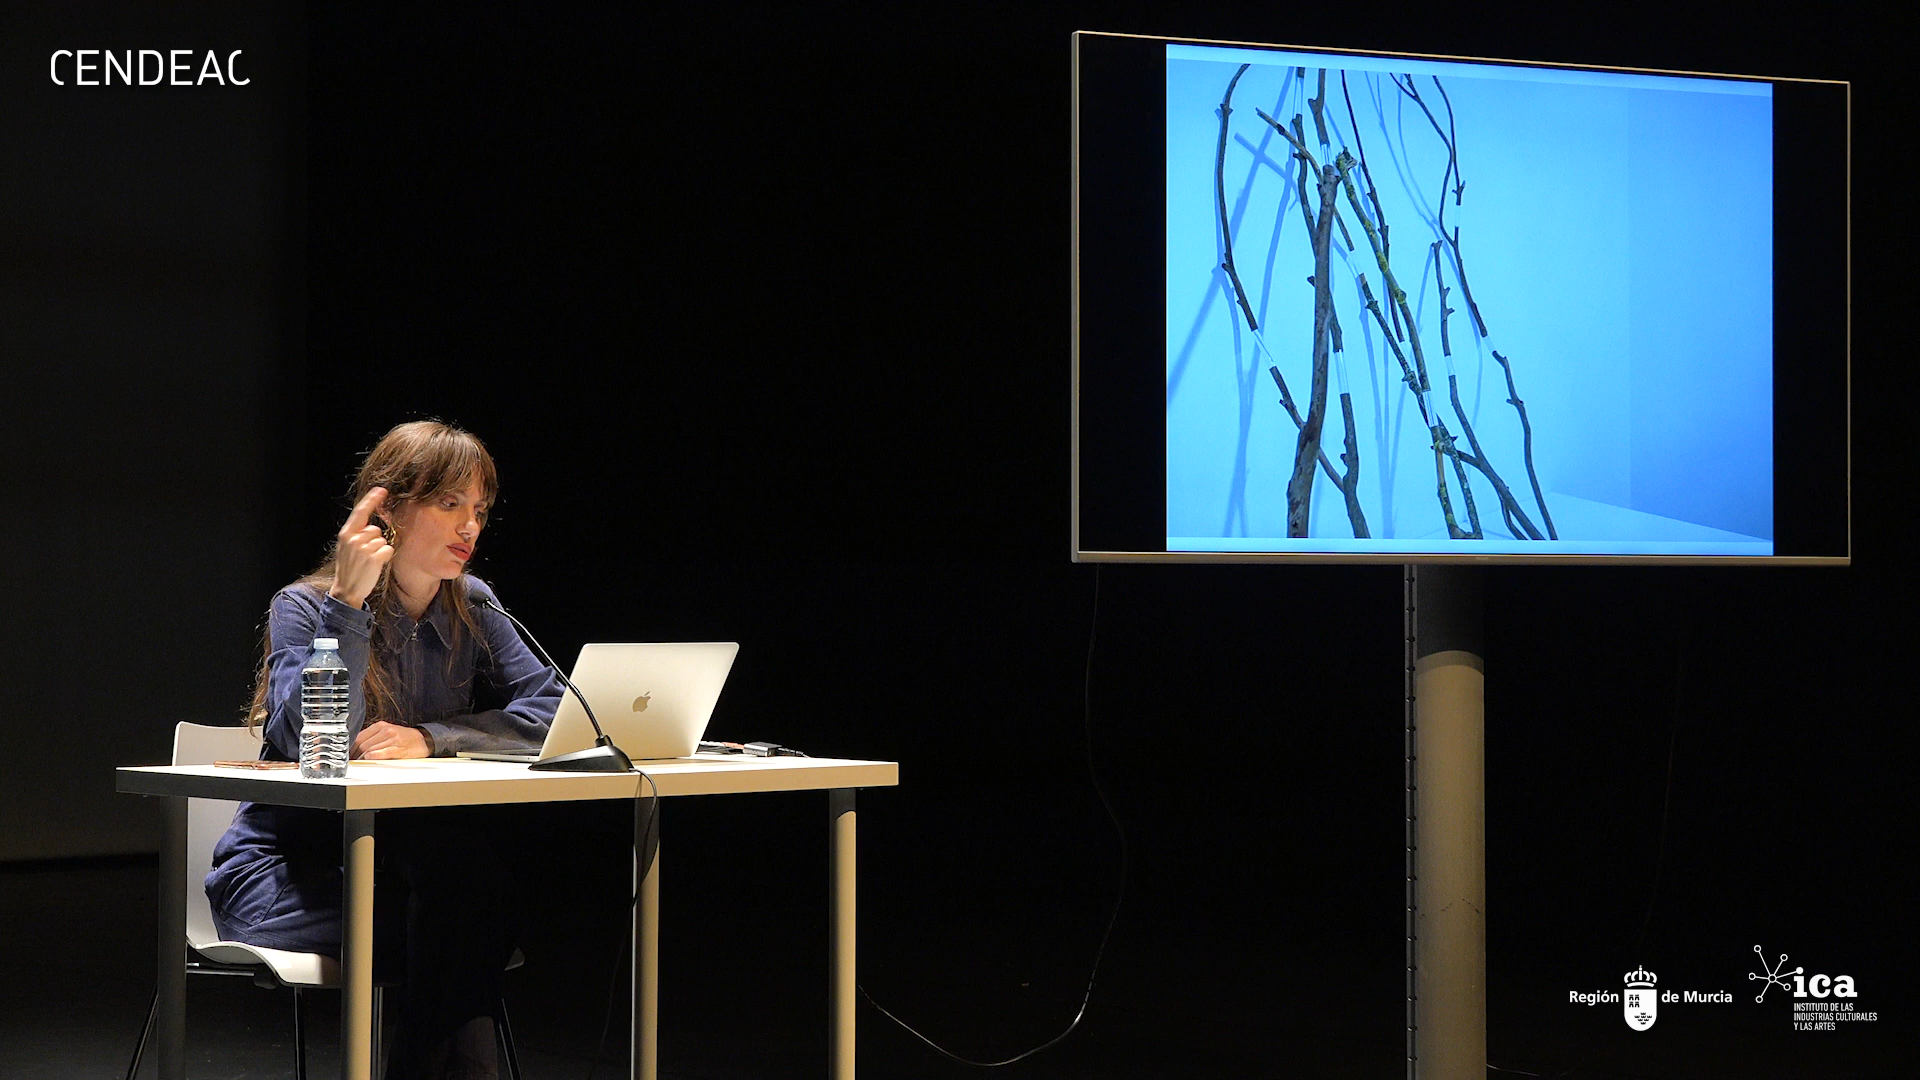 CENDEAC
Región de Murcia
ica
INSTITUTO DE LAS
INDUSTRIAS CULTURALES
Y LAS ARTES